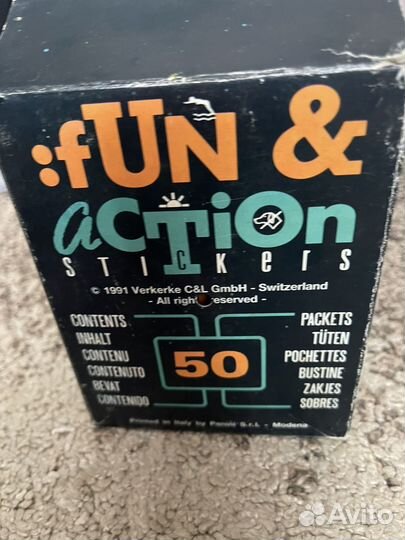 :fUN &
aCTiOn
STICKeRS
© 1991 Verkerke C&L GmbH - Switzerland
- All rights reserved -
CONTENTS
INHALT
CONTENU
CONTENUTO
BEVAT
CONTENIDO
50
PACKETS
TÜTEN
POCHETTES
BUSTINE
ZAKJES
SOBRES
Printed in Italy by Panini S.r.L - Modena
Avito